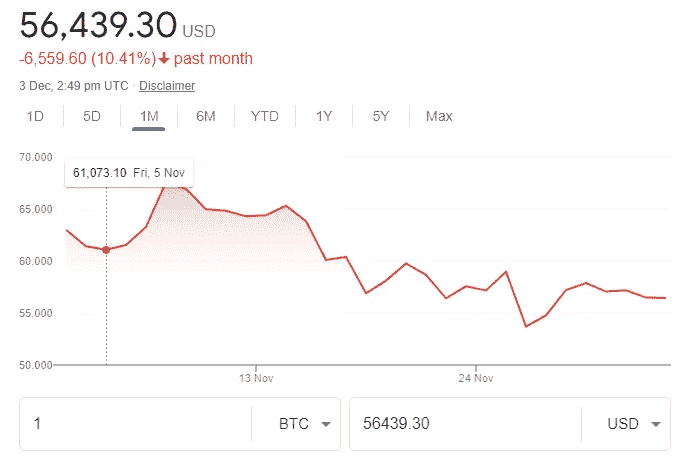 56,439.30 USD
-6,559.60 (10.41%)↓ past month
3 Dec, 2:49 pm UTC · Disclaimer
1D 5D 1M 6M YTD 1Y 5Y Max
70,000
61,073.10 Fri, 5 Nov
65,000
60,000
55,000
50,000
13 Nov 24 Nov
1 BTC 56439.30 USD